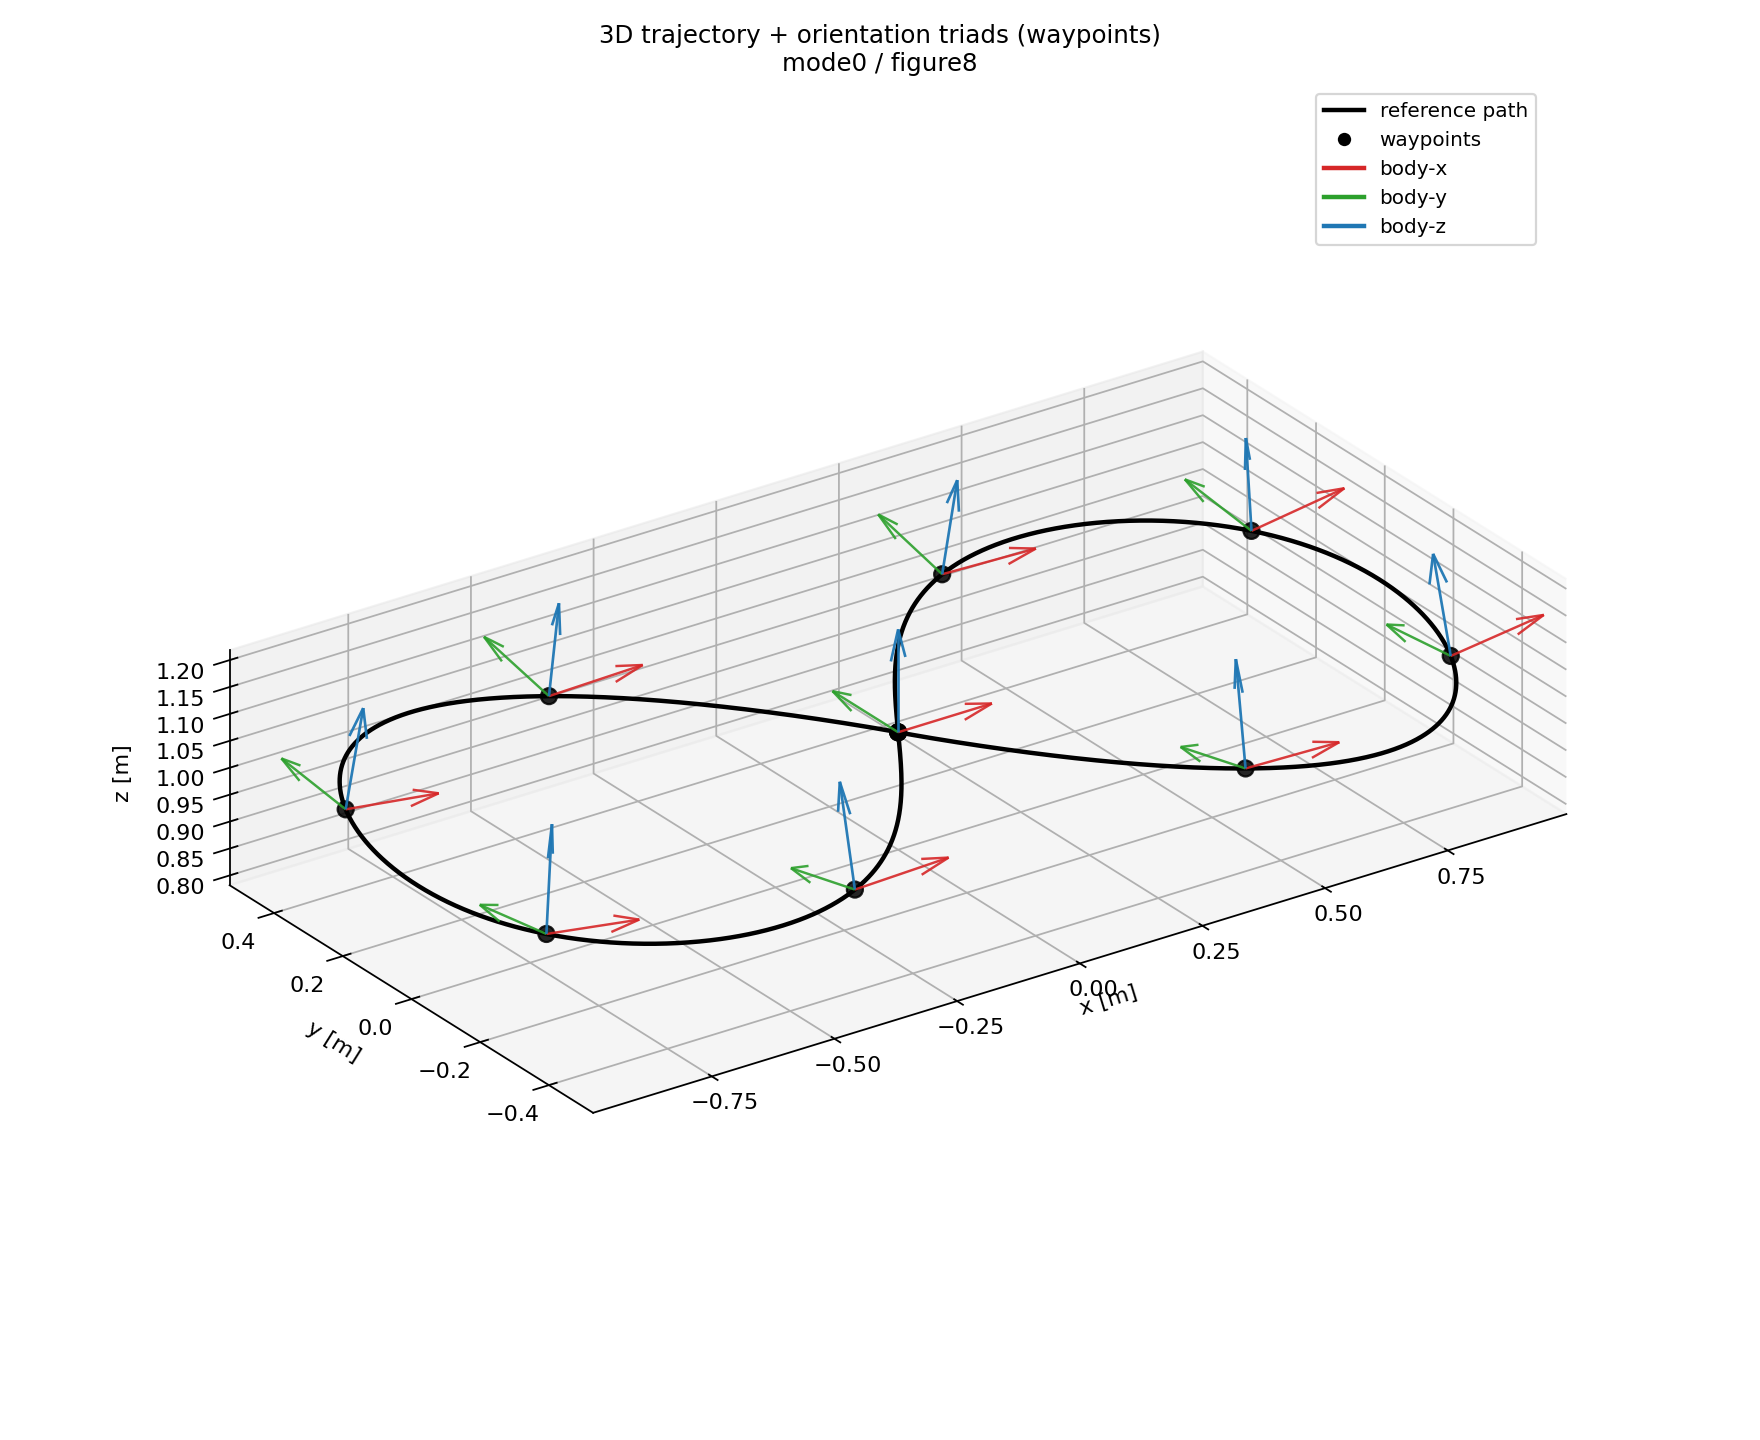 3D trajectory + orientation triads (waypoints)
mode0 / figure8
reference path
waypoints
body-x
body-y
body-z
1.20
1.15
1.10
1.05
1.00
0.95
0.90
0.85
0.80
z [m]
0.4
0.2
0.0
−0.2
−0.4
y [m]
−0.75
−0.50
−0.25
0.00
0.25
0.50
0.75
x [m]